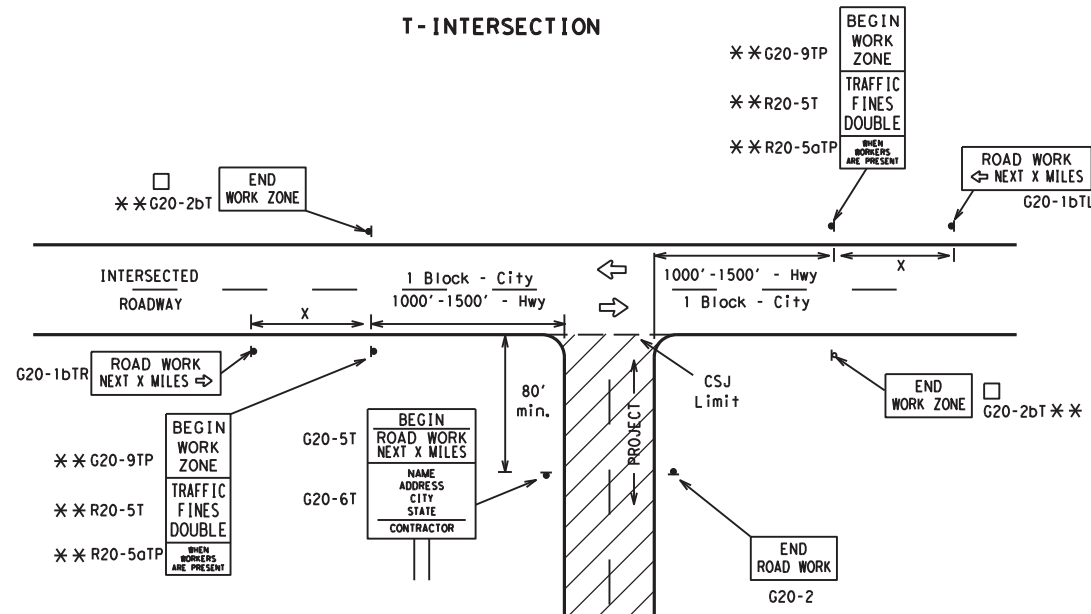 T-INTERSECTION
BEGIN
WORK
ZONE
TRAFFIC
FINES
DOUBLE
WHEN
WORKERS
ARE PRESENT
**G20-9TP
**R20-5T
**R20-5aTP
ROAD WORK
⇦ NEXT X MILES
G20-1bTL
□
**G20-2bT
END
WORK ZONE
INTERSECTED
ROADWAY
1 Block - City
1000'-1500' - Hwy
X
⇦
⇨
1000'-1500' - Hwy
1 Block - City
X
G20-1bTR
ROAD WORK
NEXT X MILES ⇨
80'
min.
CSJ
Limit
PROJECT
END
WORK ZONE
□
G20-2bT **
**G20-9TP
**R20-5T
**R20-5aTP
BEGIN
WORK
ZONE
TRAFFIC
FINES
DOUBLE
WHEN
WORKERS
ARE PRESENT
G20-5T
G20-6T
BEGIN
ROAD WORK
NEXT X MILES
NAME
ADDRESS
CITY
STATE
CONTRACTOR
END
ROAD WORK
G20-2